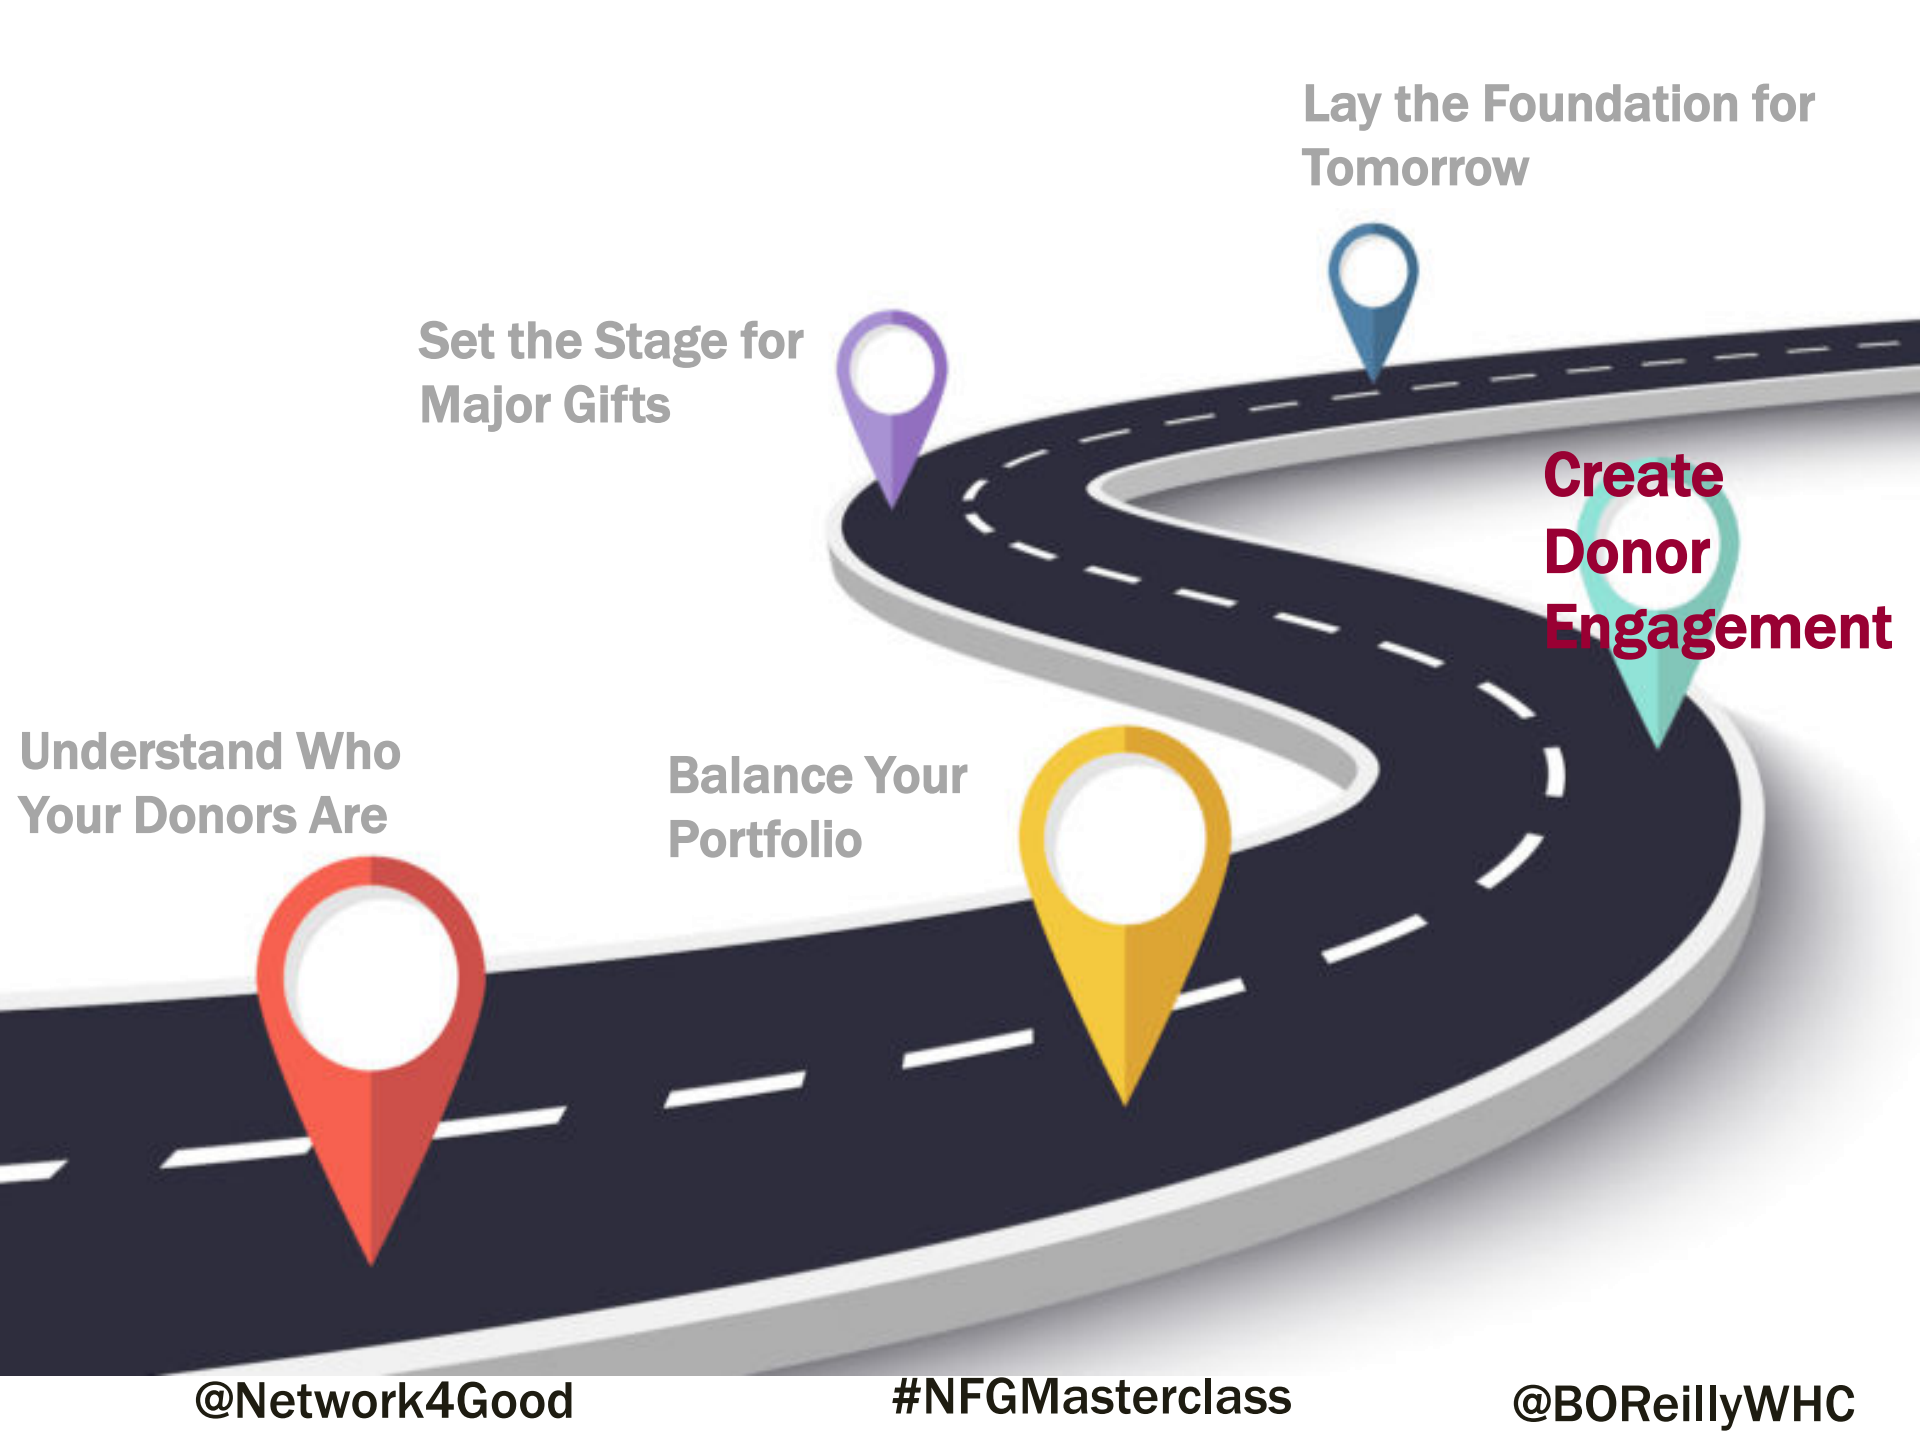 Lay the Foundation for
Tomorrow
Set the Stage for
Major Gifts
Create
Donor
Engagement
Understand Who
Your Donors Are
Balance Your
Portfolio
@Network4Good
#NFGMasterclass
@BOReillyWHC